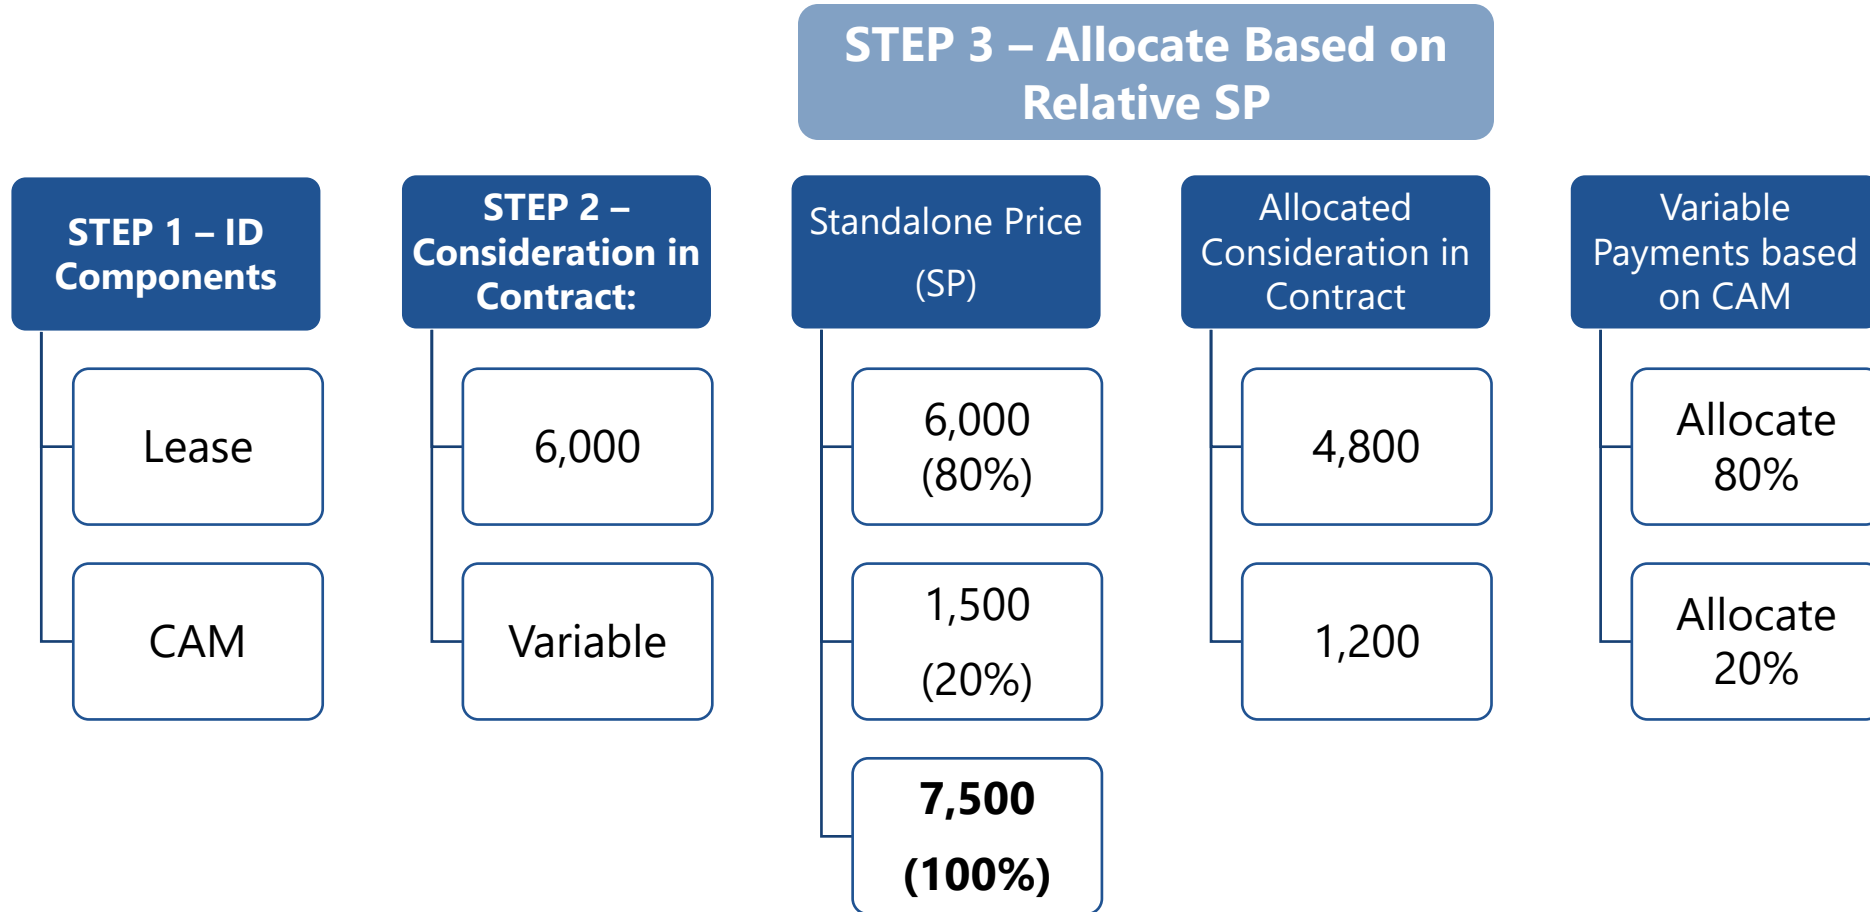 STEP 3 – Allocate Based on
Relative SP
STEP 1 – ID
Components
Lease
CAM
STEP 2 –
Consideration in
Contract:
6,000
Variable
Standalone Price
(SP)
6,000
(80%)
1,500
(20%)
7,500
(100%)
Allocated
Consideration in
Contract
4,800
1,200
Variable
Payments based
on CAM
Allocate
80%
Allocate
20%